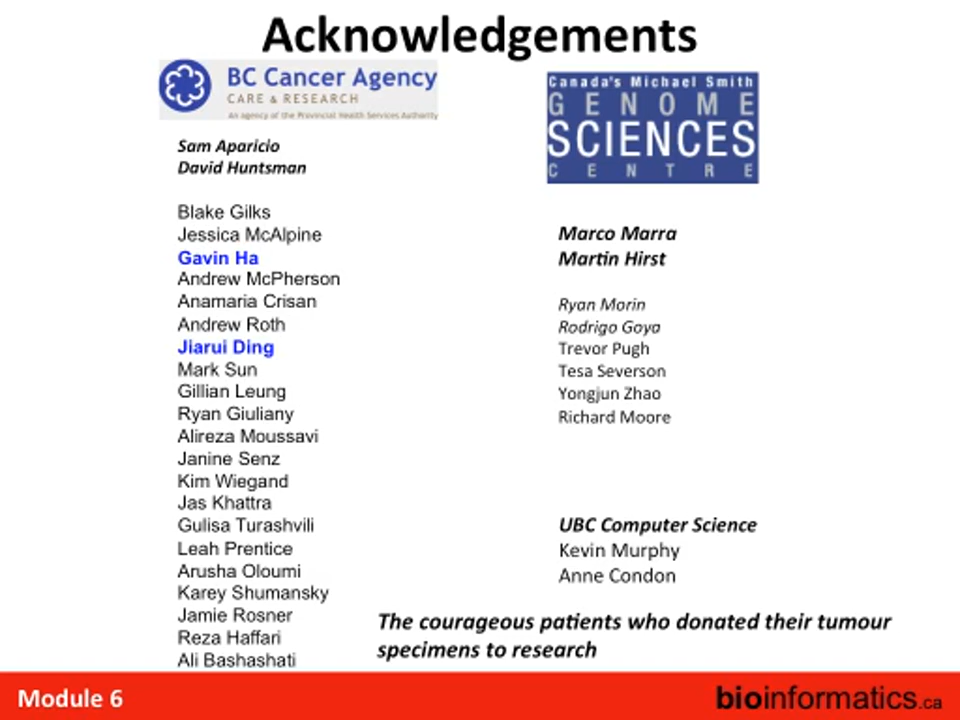 Acknowledgements
BC Cancer Agency
CARE & RESEARCH
An agency of the Provincial Health Services Authority
Sam Aparicio
David Huntsman
Blake Gilks
Jessica McAlpine
Gavin Ha
Andrew McPherson
Anamaria Crisan
Andrew Roth
Jiarui Ding
Mark Sun
Gillian Leung
Ryan Giuliany
Alireza Moussavi
Janine Senz
Kim Wiegand
Jas Khattra
Gulisa Turashvili
Leah Prentice
Arusha Oloumi
Karey Shumansky
Jamie Rosner
Reza Haffari
Ali Bashashati
Canada's Michael Smith
GENOME
SCIENCES
CENTRE
Marco Marra
Martin Hirst
Ryan Morin
Rodrigo Goya
Trevor Pugh
Tesa Severson
Yongjun Zhao
Richard Moore
UBC Computer Science
Kevin Murphy
Anne Condon
The courageous patients who donated their tumour
specimens to research
Module 6
bioinformatics.ca